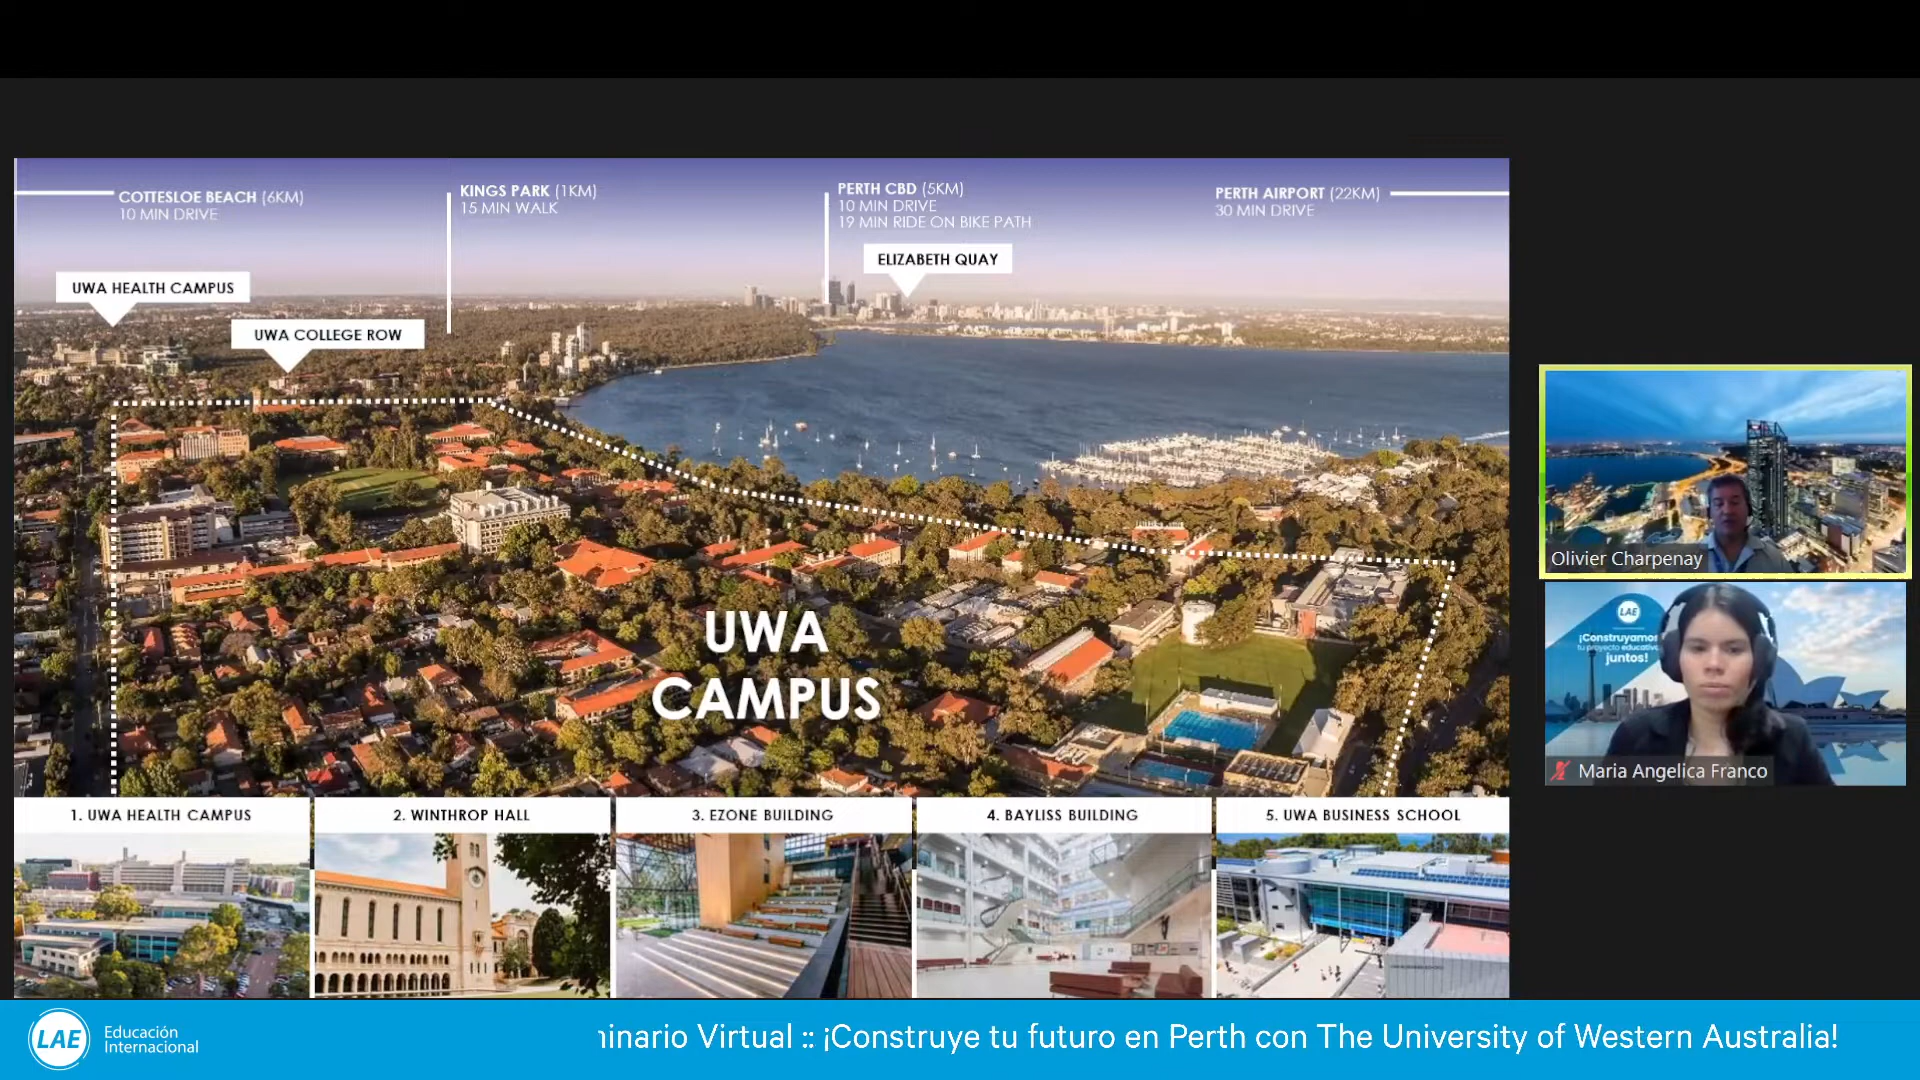 COTTESLOE BEACH (6KM)
10 MIN DRIVE
KINGS PARK (1KM)
15 MIN WALK
PERTH CBD (5KM)
10 MIN DRIVE
19 MIN RIDE ON BIKE PATH
PERTH AIRPORT (22KM)
30 MIN DRIVE
ELIZABETH QUAY
UWA HEALTH CAMPUS
UWA COLLEGE ROW
UWA
CAMPUS
1. UWA HEALTH CAMPUS
2. WINTHROP HALL
3. EZONE BUILDING
4. BAYLISS BUILDING
5. UWA BUSINESS SCHOOL
Olivier Charpenay
LAE
¡Construyamos
tu proyecto educativo
juntos!
Maria Angelica Franco
LAE
Educación
Internacional
ninario Virtual :: ¡Construye tu futuro en Perth con The University of Western Australia!